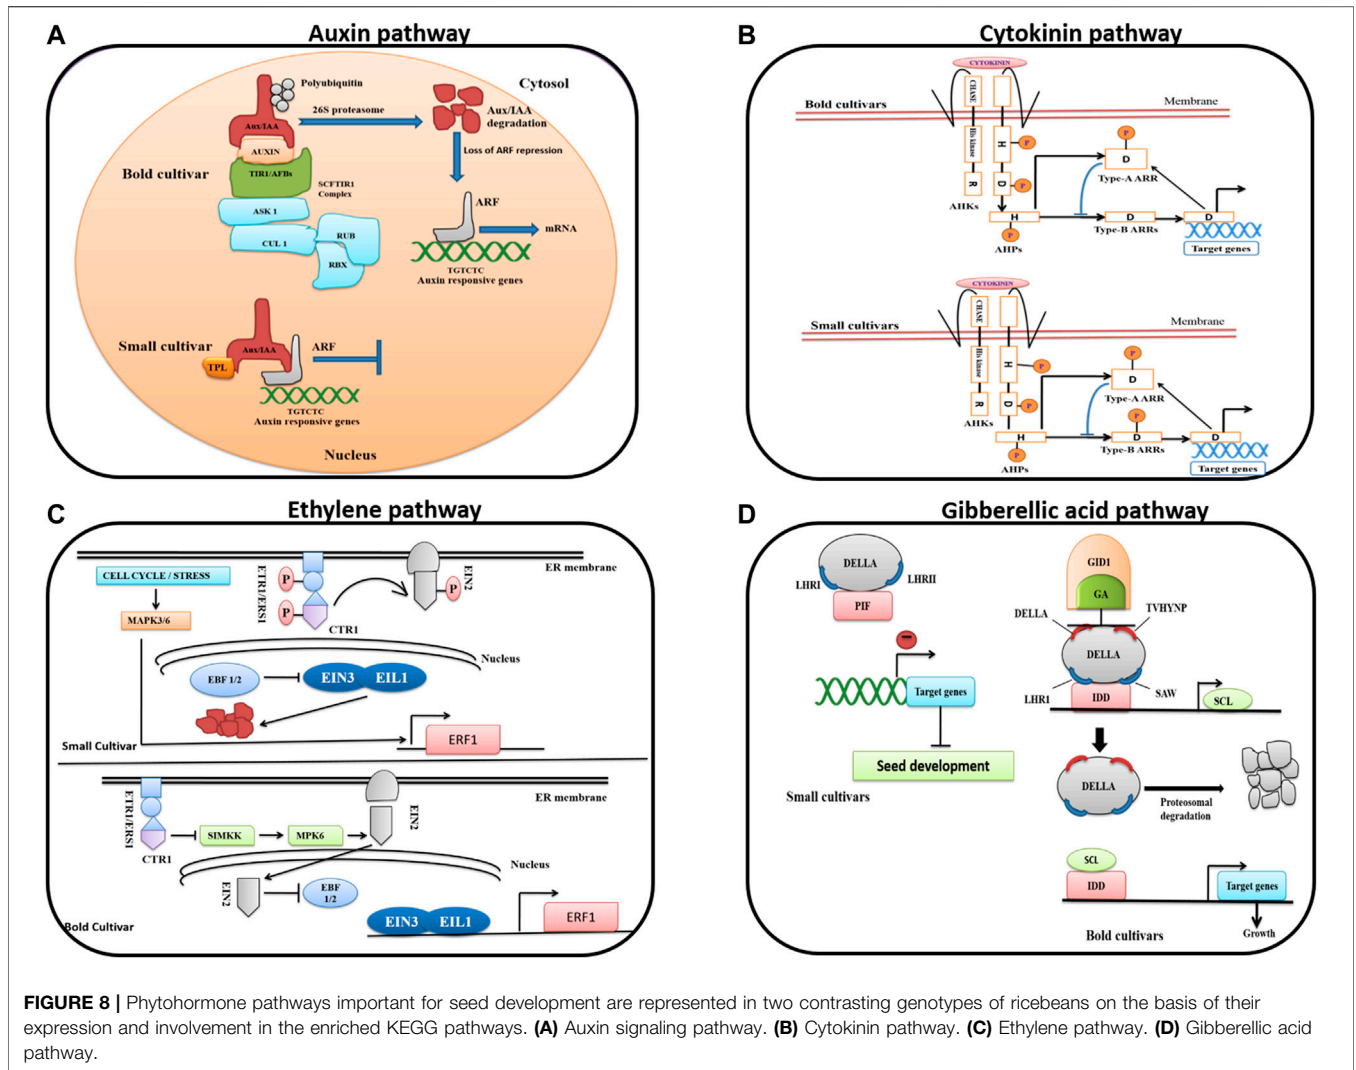 A
Auxin pathway
Polyubiquitin
Cytosol
26S proteasome
Aux/IAA
Aux/IAA
degradation
AUXIN
Loss of ARF repression
Bold cultivar
TIR1/AFBs
SCFTIR1
Complex
ARF
ASK 1
mRNA
CUL 1
RUB
RBX
TGTCTC
Auxin responsive genes
Small cultivar
Aux/IAA
ARF
TPL
TGTCTC
Auxin responsive genes
Nucleus
B
Cytokinin pathway
CYTOKININ
Bold cultivars
Membrane
CHASE
His kinase
H
P
P
D
Type-A ARR
R
D
P
AHKs
H
D
D
P
AHPs
Type-B ARRs
Target genes
CYTOKININ
Small cultivars
Membrane
CHASE
His kinase
H
P
P
D
Type-A ARR
R
D
P
AHKs
P
H
D
D
P
AHPs
Type-B ARRs
Target genes
C
Ethylene pathway
ER membrane
CELL CYCLE / STRESS
ETR1/ERS1
P
P
CTR1
EIN2
P
MAPK3/6
Nucleus
EBF 1/2
EIN3
EIL1
Small Cultivar
ERF1
ER membrane
ETR1/ERS1
CTR1
SIMKK
MPK6
EIN2
Nucleus
EIN2
EBF
1/2
Bold Cultivar
EIN3
EIL1
ERF1
D
Gibberellic acid pathway
DELLA
LHRI
LHRII
PIF
Target genes
Seed development
Small cultivars
GID1
GA
DELLA
TVHYNP
DELLA
LHR1
SAW
IDD
SCL
DELLA
Proteosomal
degradation
SCL
IDD
Target genes
Growth
Bold cultivars
FIGURE 8 | Phytohormone pathways important for seed development are represented in two contrasting genotypes of ricebeans on the basis of their
expression and involvement in the enriched KEGG pathways. (A) Auxin signaling pathway. (B) Cytokinin pathway. (C) Ethylene pathway. (D) Gibberellic acid
pathway.